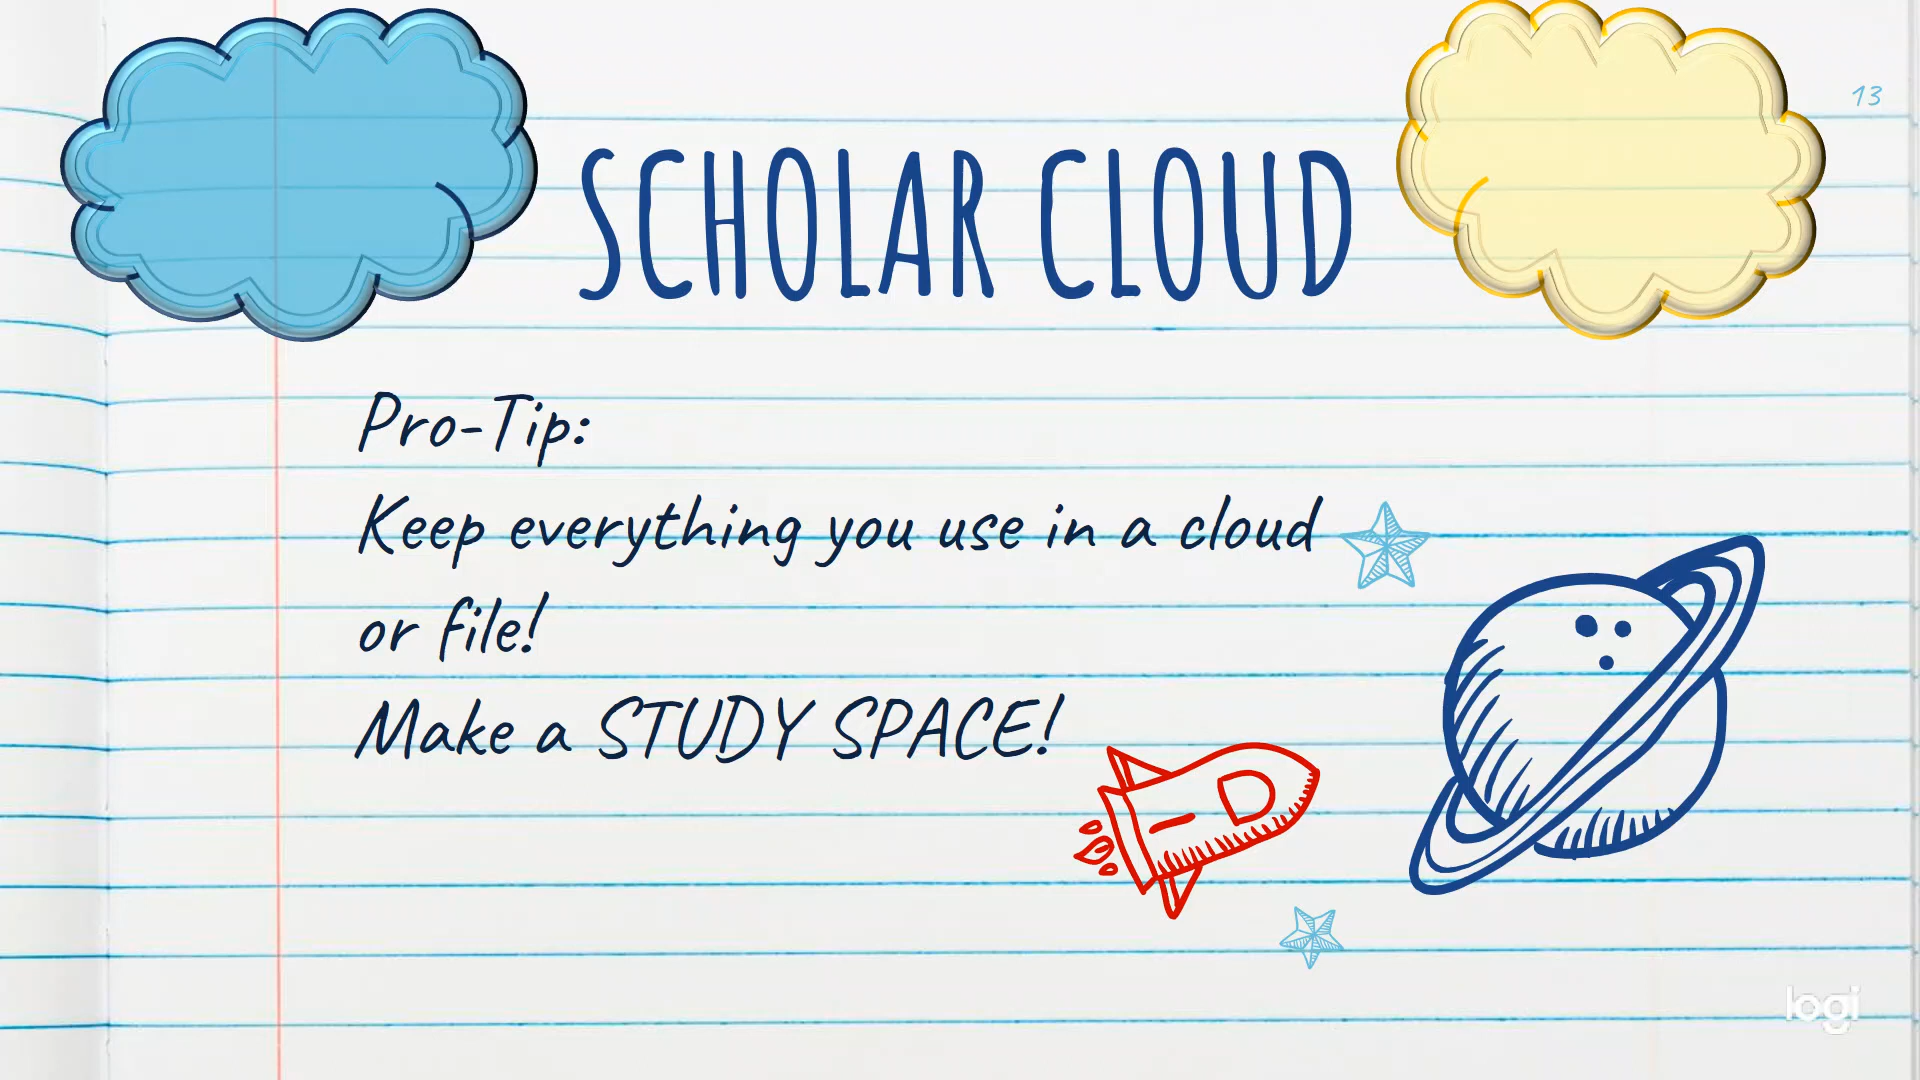 13
SCHOLAR CLOUD
Pro-Tip:
Keep everything you use in a cloud
or file!
Make a STUDY SPACE!
logi